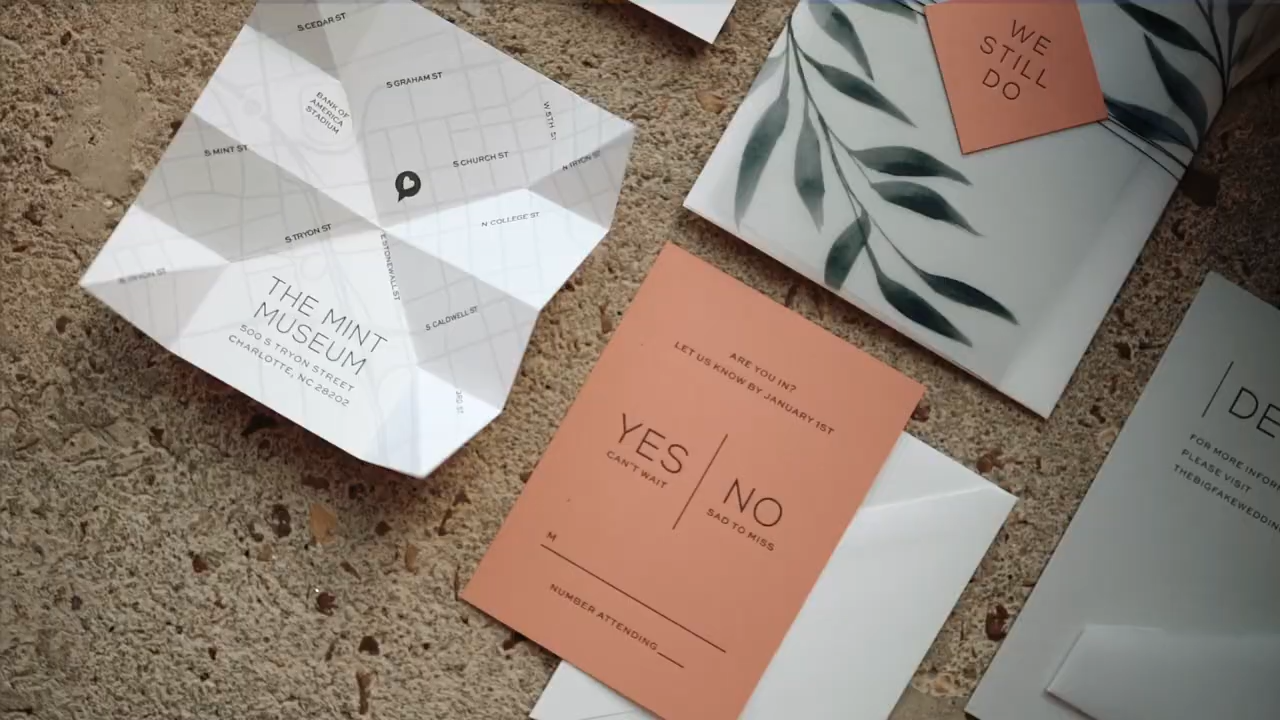 S CEDAR ST
S GRAHAM ST
BANK OF
AMERICA
STADIUM
W 5TH ST
S MINT ST
S CHURCH ST
N TRYON ST
N COLLEGE ST
S TRYON ST
E STONEWALL ST
S CALDWELL ST
THE MINT
MUSEUM
500 S TRYON STREET
CHARLOTTE, NC 28202
WE
STILL
DO
ARE YOU IN?
LET US KNOW BY JANUARY 1ST
YES
CAN'T WAIT
NO
SAD TO MISS
M
NUMBER ATTENDING
DE
FOR MORE INFOR
PLEASE VISIT
THEBIGFAKEWEDDIN